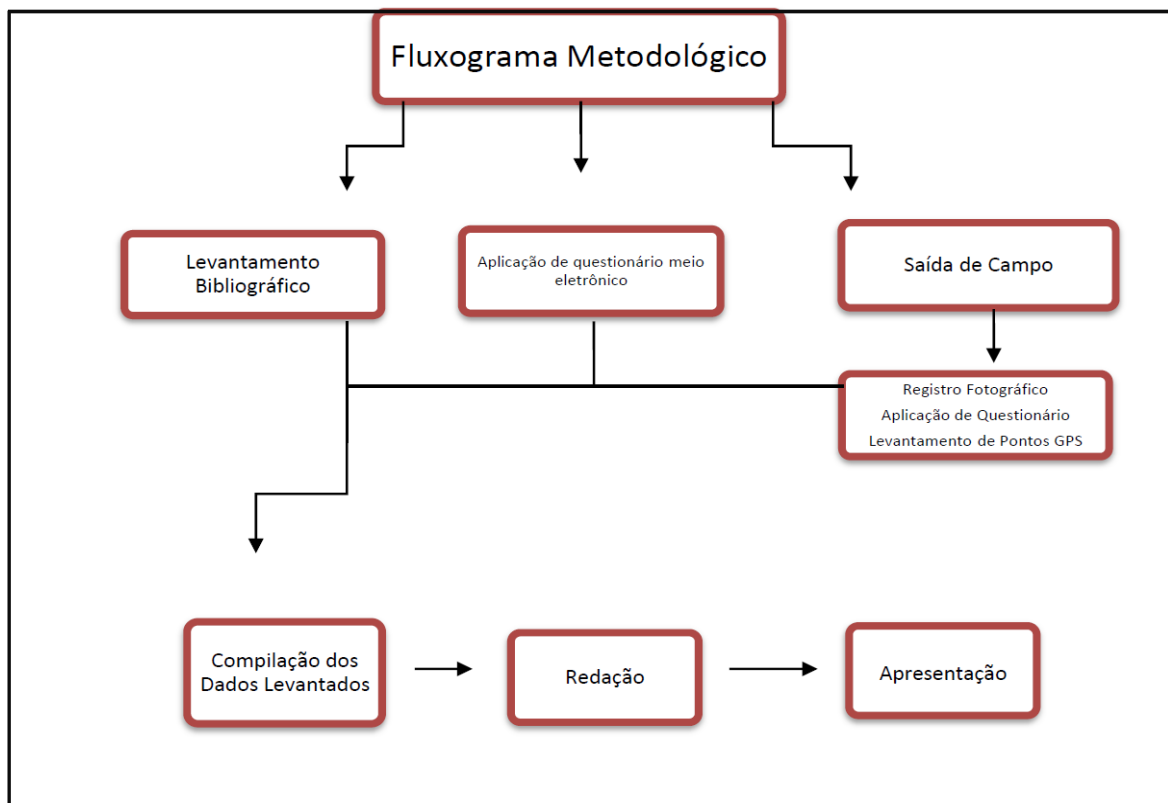 Fluxograma Metodológico
Levantamento
Bibliográfico
Aplicação de questionário meio
eletrônico
Saída de Campo
Registro Fotográfico
Aplicação de Questionário
Levantamento de Pontos GPS
Compilação dos
Dados Levantados
Redação
Apresentação